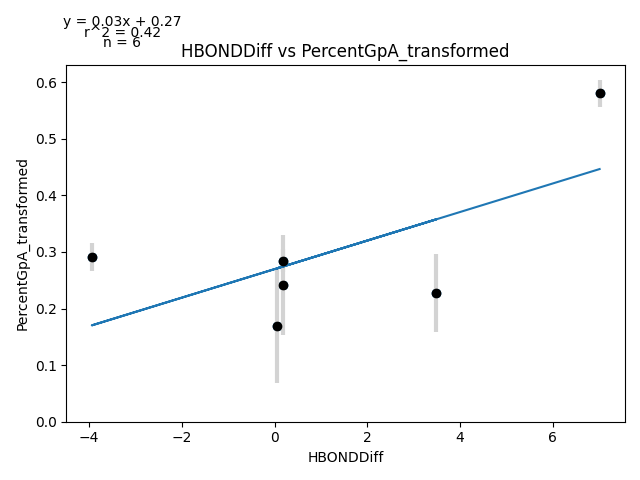 y = 0.03x + 0.27
r^2 = 0.42
n = 6
HBONDDiff vs PercentGpA_transformed
PercentGpA_transformed
0.6
0.5
0.4
0.3
0.2
0.1
0.0
−4
−2
0
2
4
6
HBONDDiff